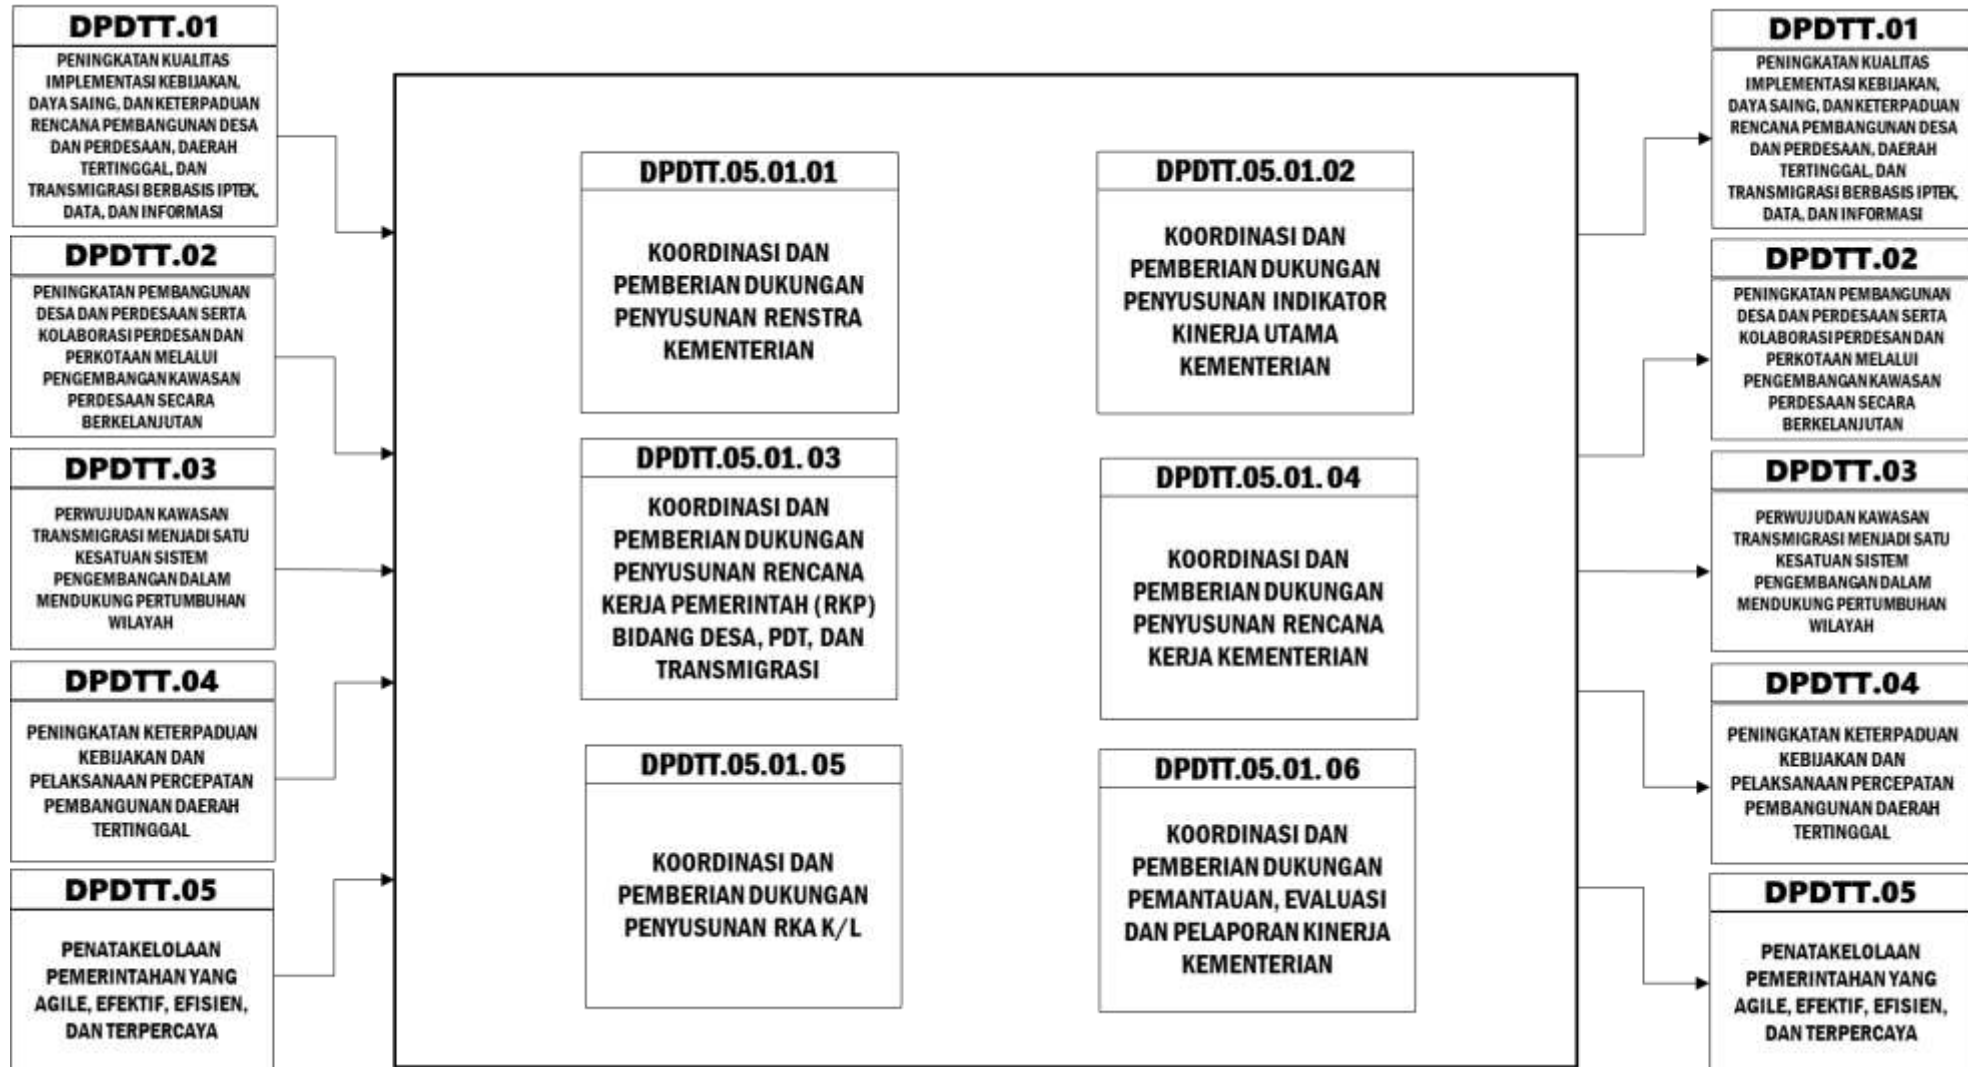 DPDTT.01
PENINGKATAN KUALITAS
IMPLEMENTASI KEBIJAKAN,
DAYA SAING, DAN KETERPADUAN
RENCANA PEMBANGUNAN DESA
DAN PERDESAAN, DAERAH
TERTINGGAL, DAN
TRANSMIGRASI BERBASIS IPTEK,
DATA, DAN INFORMASI
DPDTT.02
PENINGKATAN PEMBANGUNAN
DESA DAN PERDESAAN SERTA
KOLABORASI PERDESAN DAN
PERKOTAAN MELALUI
PENGEMBANGAN KAWASAN
PERDESAAN SECARA
BERKELANJUTAN
DPDTT.03
PERWUJUDAN KAWASAN
TRANSMIGRASI MENJADI SATU
KESATUAN SISTEM
PENGEMBANGAN DALAM
MENDUKUNG PERTUMBUHAN
WILAYAH
DPDTT.04
PENINGKATAN KETERPADUAN
KEBIJAKAN DAN
PELAKSANAAN PERCEPATAN
PEMBANGUNAN DAERAH
TERTINGGAL
DPDTT.05
PENATAKELOLAAN
PEMERINTAHAN YANG
AGILE, EFEKTIF, EFISIEN,
DAN TERPERCAYA
DPDTT.05.01.01
KOORDINASI DAN
PEMBERIAN DUKUNGAN
PENYUSUNAN RENSTRA
KEMENTERIAN
DPDTT.05.01.02
KOORDINASI DAN
PEMBERIAN DUKUNGAN
PENYUSUNAN INDIKATOR
KINERJA UTAMA
KEMENTERIAN
DPDTT.05.01.03
KOORDINASI DAN
PEMBERIAN DUKUNGAN
PENYUSUNAN RENCANA
KERJA PEMERINTAH (RKP)
BIDANG DESA, PDT, DAN
TRANSMIGRASI
DPDTT.05.01.04
KOORDINASI DAN
PEMBERIAN DUKUNGAN
PENYUSUNAN RENCANA
KERJA KEMENTERIAN
DPDTT.05.01.05
KOORDINASI DAN
PEMBERIAN DUKUNGAN
PENYUSUNAN RKA K/L
DPDTT.05.01.06
KOORDINASI DAN
PEMBERIAN DUKUNGAN
PEMANTAUAN, EVALUASI
DAN PELAPORAN KINERJA
KEMENTERIAN
DPDTT.01
PENINGKATAN KUALITAS
IMPLEMENTASI KEBIJAKAN,
DAYA SAING, DAN KETERPADUAN
RENCANA PEMBANGUNAN DESA
DAN PERDESAAN, DAERAH
TERTINGGAL, DAN
TRANSMIGRASI BERBASIS IPTEK,
DATA, DAN INFORMASI
DPDTT.02
PENINGKATAN PEMBANGUNAN
DESA DAN PERDESAAN SERTA
KOLABORASI PERDESAN DAN
PERKOTAAN MELALUI
PENGEMBANGAN KAWASAN
PERDESAAN SECARA
BERKELANJUTAN
DPDTT.03
PERWUJUDAN KAWASAN
TRANSMIGRASI MENJADI SATU
KESATUAN SISTEM
PENGEMBANGAN DALAM
MENDUKUNG PERTUMBUHAN
WILAYAH
DPDTT.04
PENINGKATAN KETERPADUAN
KEBIJAKAN DAN
PELAKSANAAN PERCEPATAN
PEMBANGUNAN DAERAH
TERTINGGAL
DPDTT.05
PENATAKELOLAAN
PEMERINTAHAN YANG
AGILE, EFEKTIF, EFISIEN,
DAN TERPERCAYA